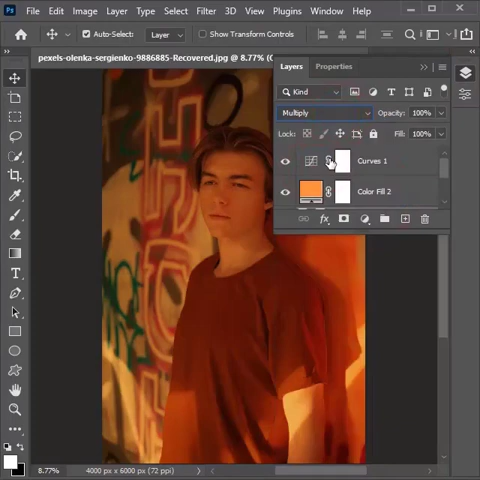 Ps File Edit Image Layer Type Select Filter 3D View Plugins Window Help
Auto-Select: Layer Show Transform Controls
pexels-olenka-sergienko-9886885-Recovered.jpg @ 8.77% (C
Layers Properties
Kind
Multiply Opacity: 100%
Lock: Fill: 100%
Curves 1
Color Fill 2
fx
T
8.77% 4000 px x 6000 px (72 ppi)